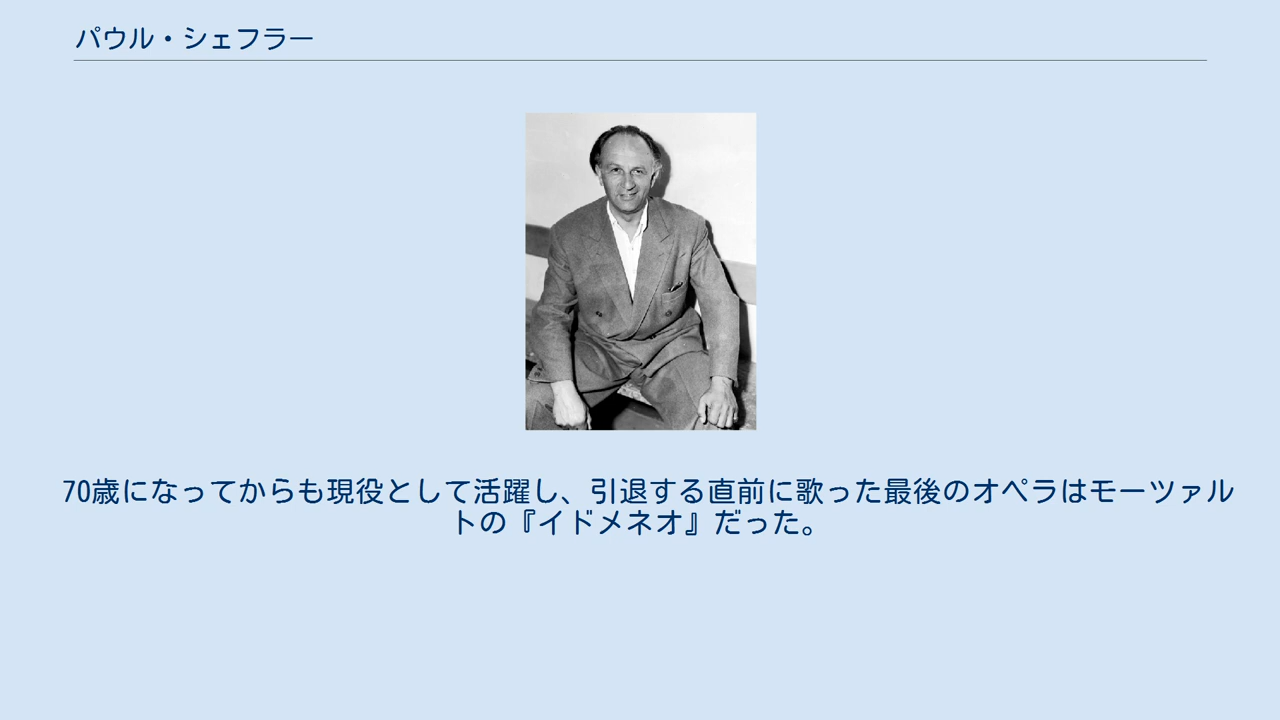 パウル・シェフラー
70歳になってからも現役として活躍し、引退する直前に歌った最後のオペラはモーツァル
トの『イドメネオ』だった。